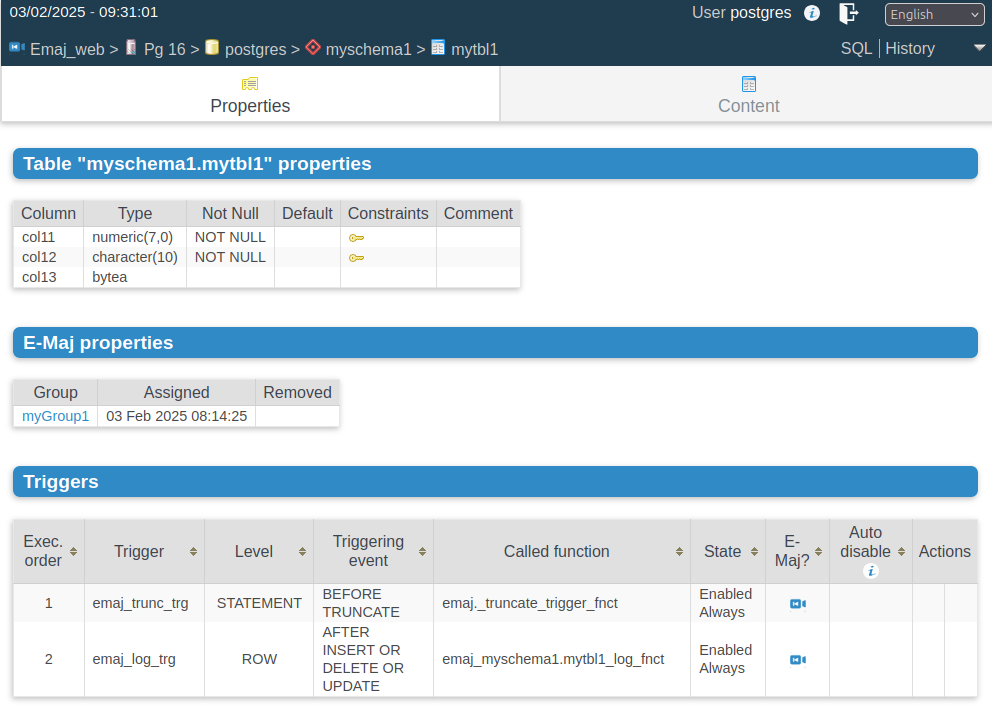 03/02/2025 - 09:31:01
User postgres
English
Emaj_web > Pg 16 > postgres > myschema1 > mytbl1
SQL | History
Properties
Content
Table "myschema1.mytbl1" properties
Column Type Not Null Default Constraints Comment
col11 numeric(7,0) NOT NULL
col12 character(10) NOT NULL
col13 bytea
E-Maj properties
Group Assigned Removed
myGroup1 03 Feb 2025 08:14:25
Triggers
Exec. order Trigger Level Triggering event Called function State E-Maj? Auto disable Actions
1 emaj_trunc_trg STATEMENT BEFORE TRUNCATE emaj._truncate_trigger_fnct Enabled Always
2 emaj_log_trg ROW AFTER INSERT OR DELETE OR UPDATE emaj_myschema1.mytbl1_log_fnct Enabled Always